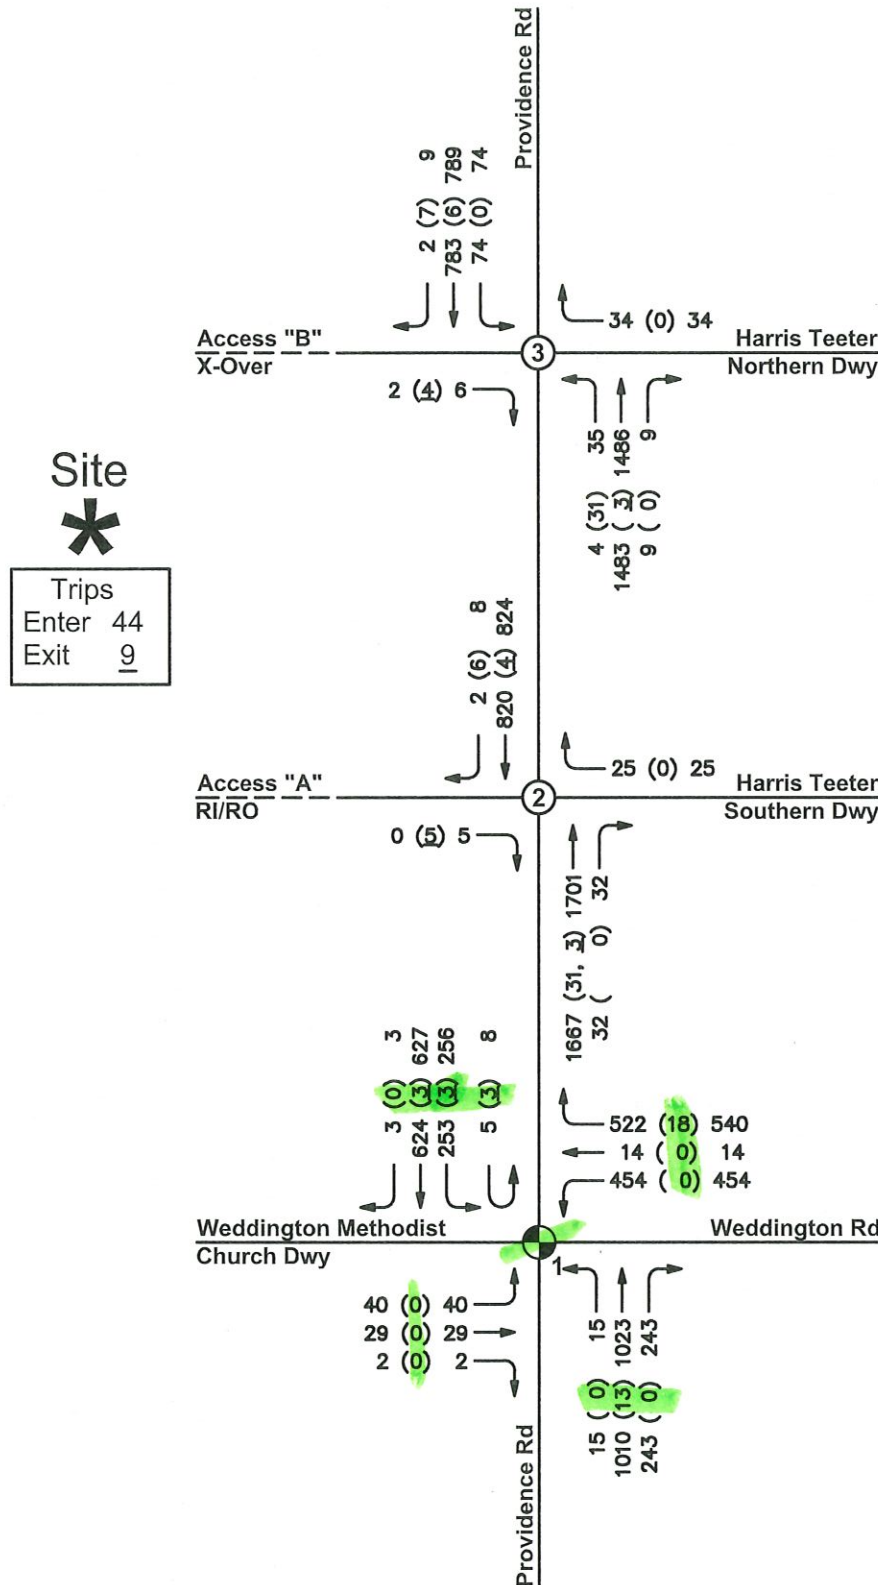 Providence Rd
2 (7) 9
783 (6) 789
74 (0) 74
34 (0) 34
Access "B"
X-Over
3
Harris Teeter
Northern Dwy
2 (4) 6
4 (31) 35
1483 ( 3) 1486
9 ( 0) 9
Site
*
Trips
Enter 44
Exit 9
2 (6) 8
820 (4) 824
25 (0) 25
Access "A"
RI/RO
2
Harris Teeter
Southern Dwy
0 (5) 5
1667 (31, 3) 1701
32 ( 0) 32
3 (0) 3
624 (3) 627
253 (3) 256
5 (3) 8
522 (18) 540
14 ( 0) 14
454 ( 0) 454
Weddington Methodist
Church Dwy
1
Weddington Rd
40 (0) 40
29 (0) 29
2 (0) 2
15 ( 0) 15
1010 (13) 1023
243 ( 0) 243
Providence Rd